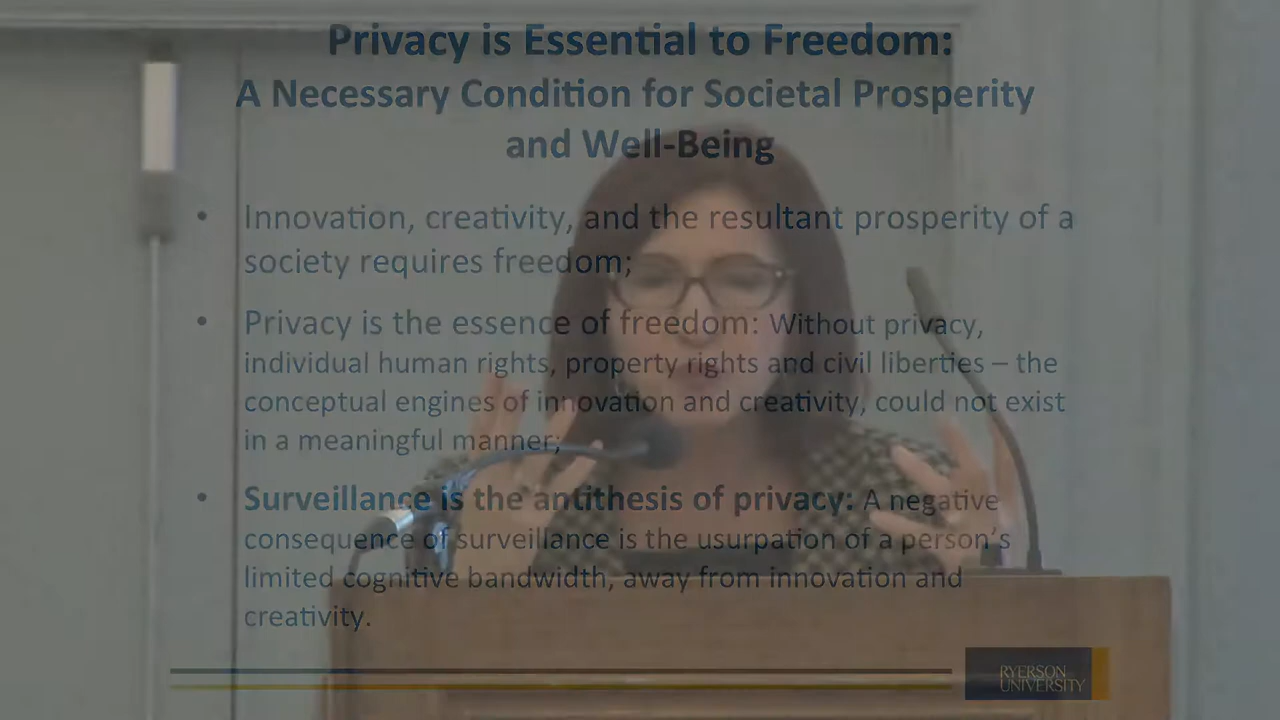 Privacy is Essential to Freedom:
A Necessary Condition for Societal Prosperity
and Well-Being
• Innovation, creativity, and the resultant prosperity of a
society requires freedom;
• Privacy is the essence of freedom: Without privacy,
individual human rights, property rights and civil liberties – the
conceptual engines of innovation and creativity, could not exist
in a meaningful manner;
• Surveillance is the antithesis of privacy: A negative
consequence of surveillance is the usurpation of a person’s
limited cognitive bandwidth, away from innovation and
creativity.
RYERSON
UNIVERSITY